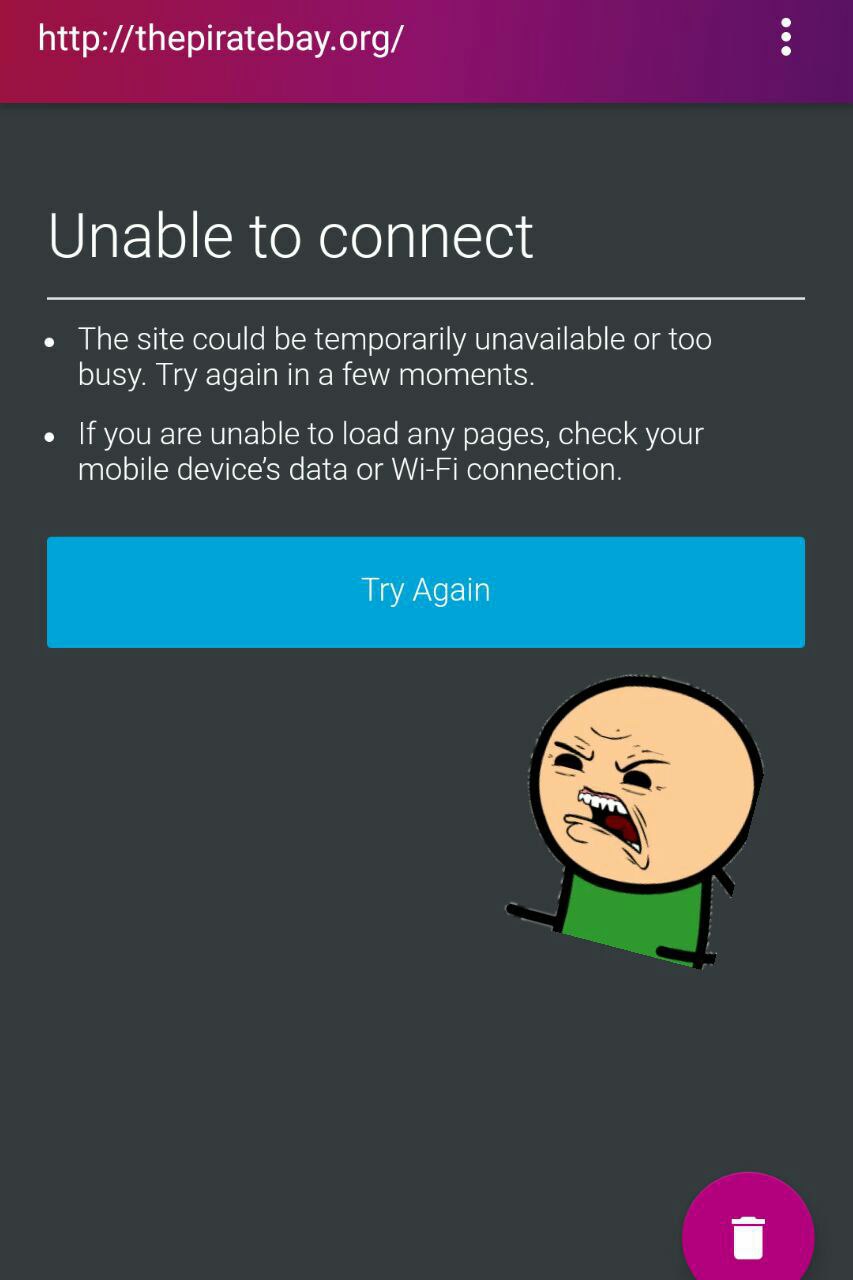 http://thepiratebay.org/
Unable to connect
• The site could be temporarily unavailable or too
busy. Try again in a few moments.
• If you are unable to load any pages, check your
mobile device’s data or Wi-Fi connection.
Try Again